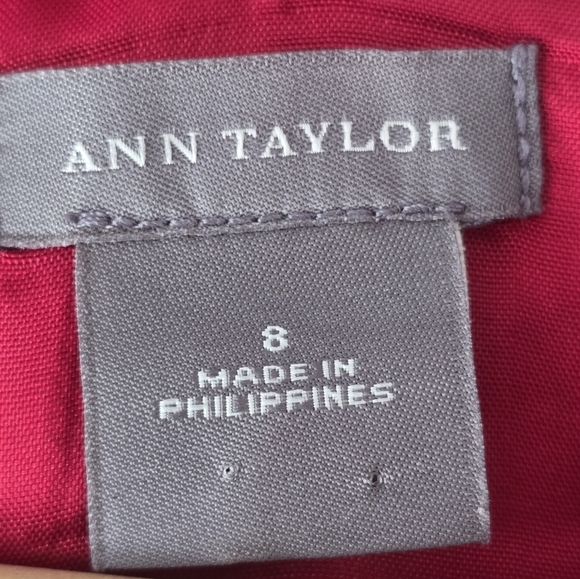 ANN TAYLOR
8
MADE IN
PHILIPPINES